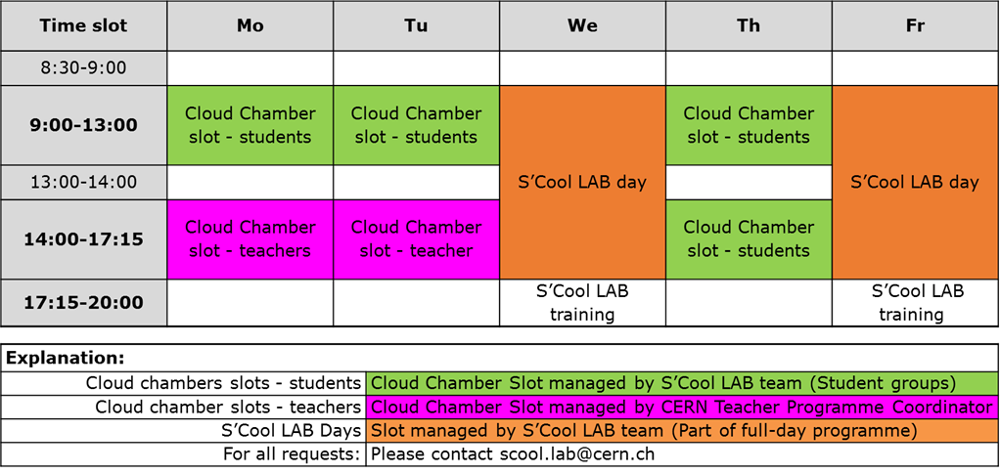 Time slot Mo Tu We Th Fr
8:30-9:00
9:00-13:00
Cloud Chamber
slot - students
Cloud Chamber
slot - students
S’Cool LAB day
Cloud Chamber
slot - students
S’Cool LAB day
13:00-14:00
14:00-17:15
Cloud Chamber
slot - teachers
Cloud Chamber
slot - teacher
Cloud Chamber
slot - students
17:15-20:00
S’Cool LAB
training
S’Cool LAB
training
Explanation:
Cloud chambers slots - students Cloud Chamber Slot managed by S’Cool LAB team (Student groups)
Cloud chamber slots - teachers Cloud Chamber Slot managed by CERN Teacher Programme Coordinator
S’Cool LAB Days Slot managed by S’Cool LAB team (Part of full-day programme)
For all requests: Please contact scool.lab@cern.ch